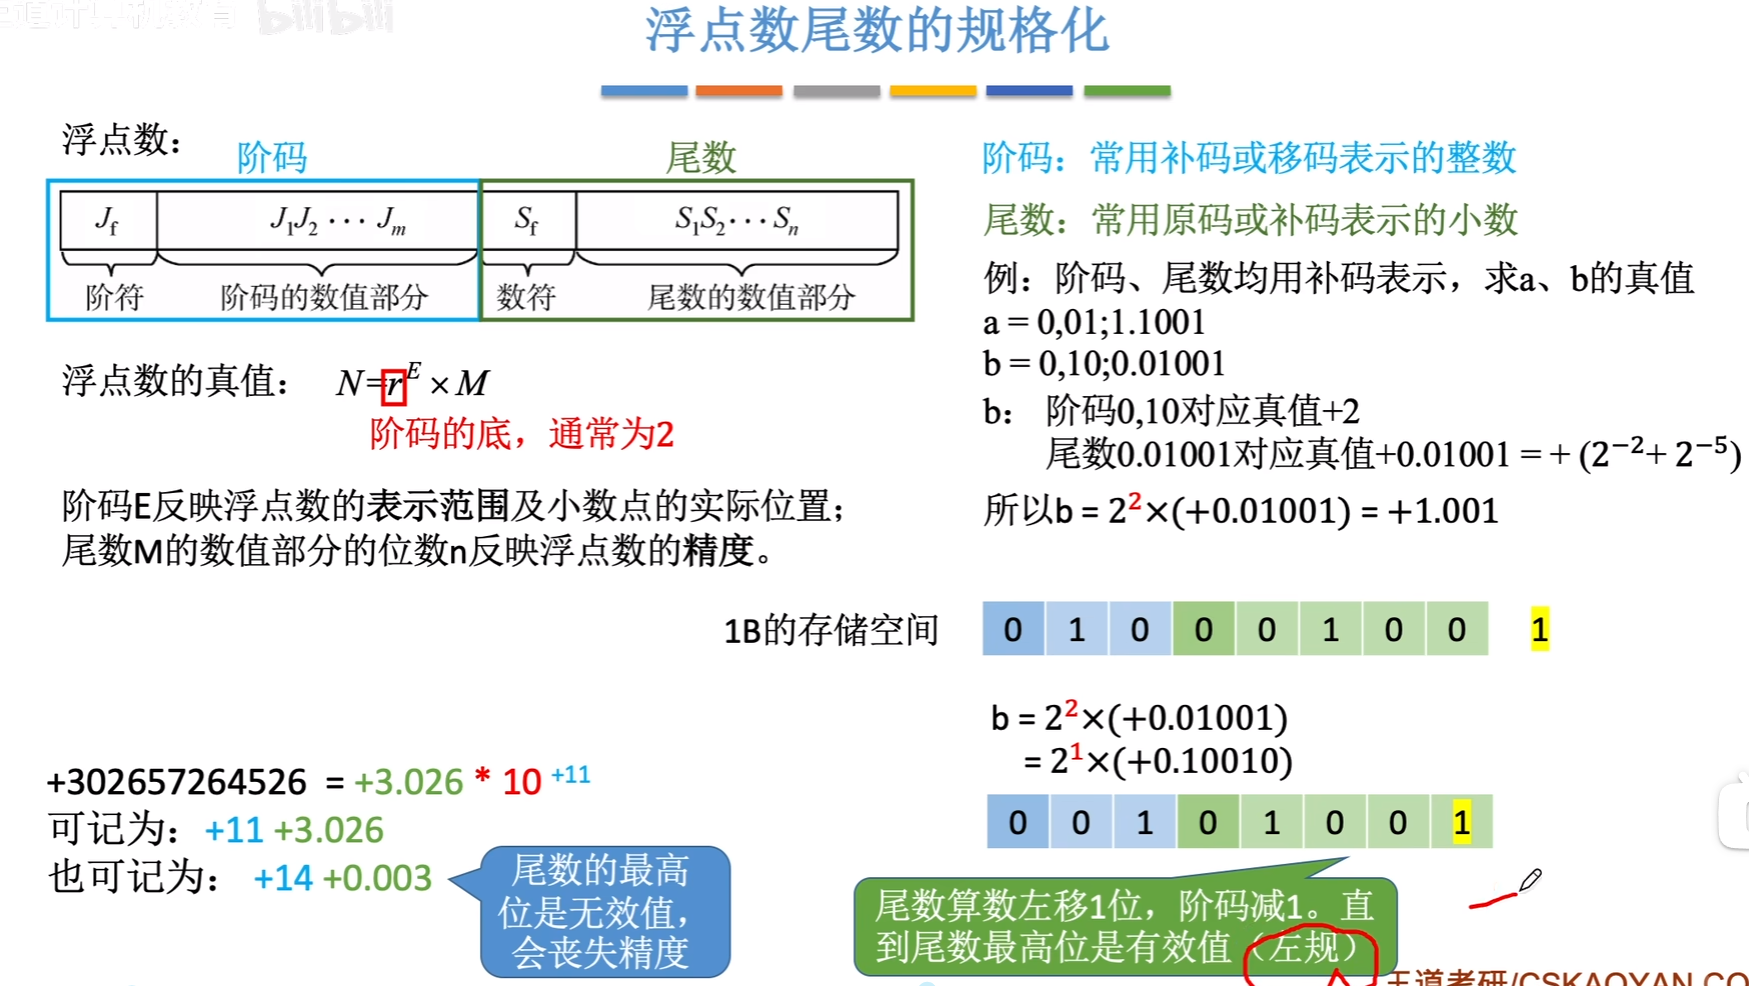 bilibili
浮点数尾数的规格化
浮点数：
阶码
尾数
J_f J_1J_2 ··· J_m S_f S_1S_2 ··· S_n
阶符 阶码的数值部分 数符 尾数的数值部分
浮点数的真值： N=r^E × M
阶码的底，通常为2
阶码E反映浮点数的表示范围及小数点的实际位置；
尾数M的数值部分的位数n反映浮点数的精度。
阶码：常用补码或移码表示的整数
尾数：常用原码或补码表示的小数
例：阶码、尾数均用补码表示，求a、b的真值
a = 0,01;1.1001
b = 0,10;0.01001
b： 阶码0,10对应真值+2
尾数0.01001对应真值+0.01001 = + (2^−2+ 2^−5)
所以b = 2^2×(+0.01001) = +1.001
1B的存储空间 0 1 0 0 0 1 0 0 1
b = 2^2×(+0.01001)
= 2^1×(+0.10010)
0 0 1 0 1 0 0 1
尾数算数左移1位，阶码减1。直
到尾数最高位是有效值（左规）
+302657264526 = +3.026 * 10 ^+11
可记为：+11 +3.026
也可记为： +14 +0.003
尾数的最高
位是无效值，
会丧失精度
王道考研/CSKAOYAN.CO